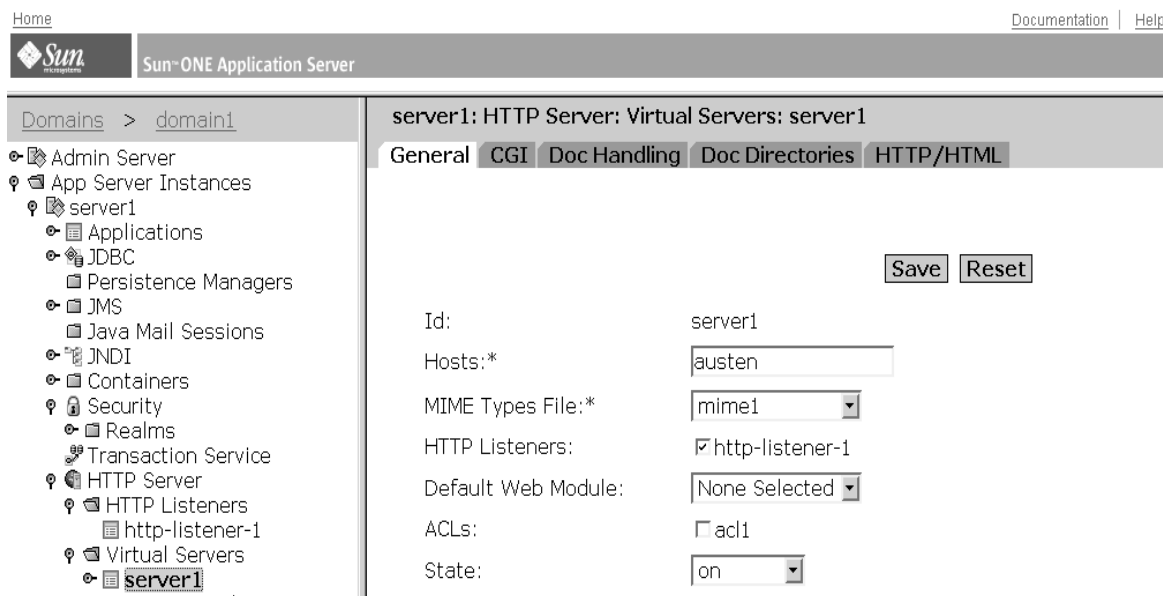 Home
Documentation | Help
Sun
microsystems
Sun™ ONE Application Server
Domains > domain1
Admin Server
App Server Instances
server1
Applications
JDBC
Persistence Managers
JMS
Java Mail Sessions
JNDI
Containers
Security
Realms
Transaction Service
HTTP Server
HTTP Listeners
http-listener-1
Virtual Servers
server1
server1: HTTP Server: Virtual Servers: server1
General CGI Doc Handling Doc Directories HTTP/HTML
Save Reset
Id: server1
Hosts:* austen
MIME Types File:* mime1
HTTP Listeners: http-listener-1
Default Web Module: None Selected
ACLs: acl1
State: on